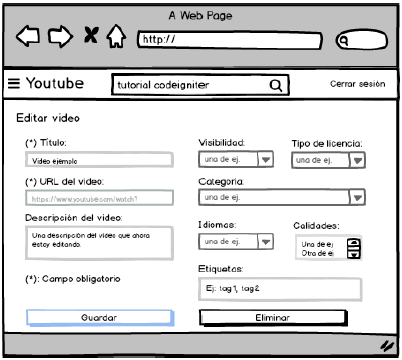 A Web Page
http://
Youtube
tutorial codeigniter
Cerrar sesión
Editar video
(*) Título:
Video ejemplo
(*) URL del video:
https://www.youtube.com/watch?
Descripción del video:
Una descripción del video que ahora
estoy editando.
(*): Campo obligatorio
Guardar
Visibilidad:
una de ej.
Tipo de licencia:
una de ej.
Categoria:
una de ej.
Idiomas:
una de ej.
Calidades:
Una de ej
Otra de ej
Etiquetas:
Ej: tag1, tag2
Eliminar